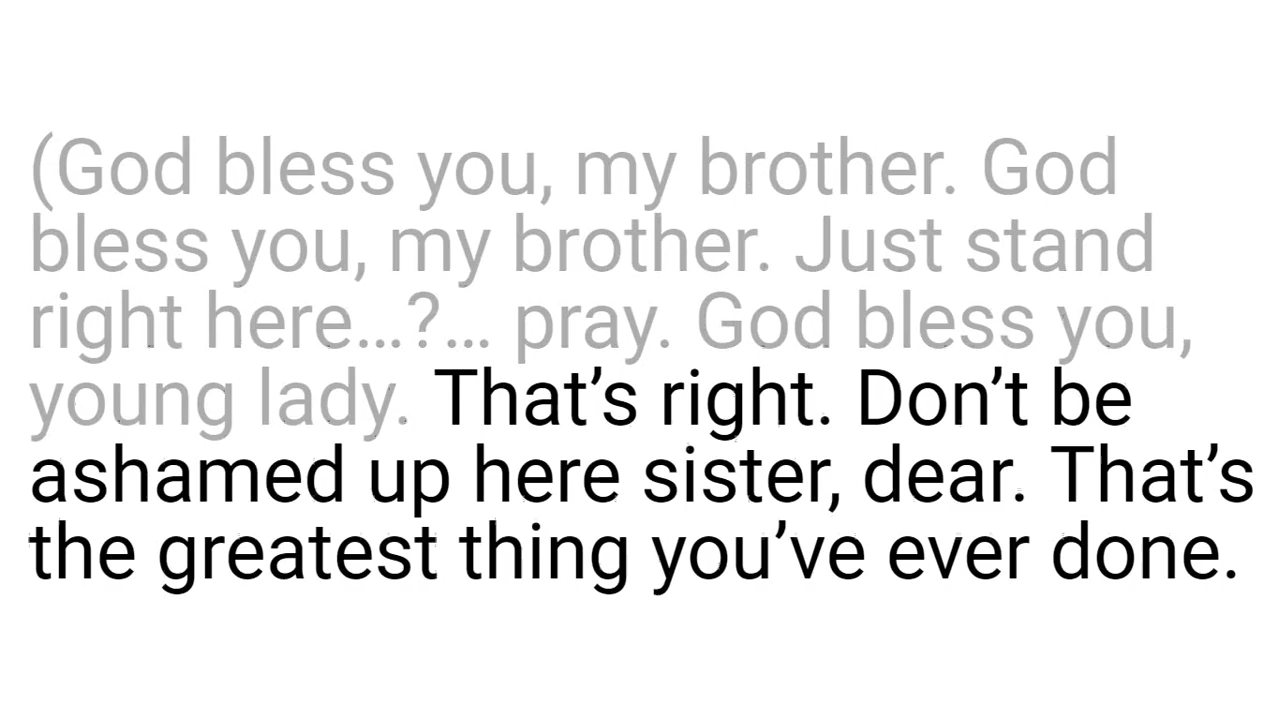 (God bless you, my brother. God
bless you, my brother. Just stand
right here...?... pray. God bless you,
young lady. That’s right. Don’t be
ashamed up here sister, dear. That’s
the greatest thing you’ve ever done.